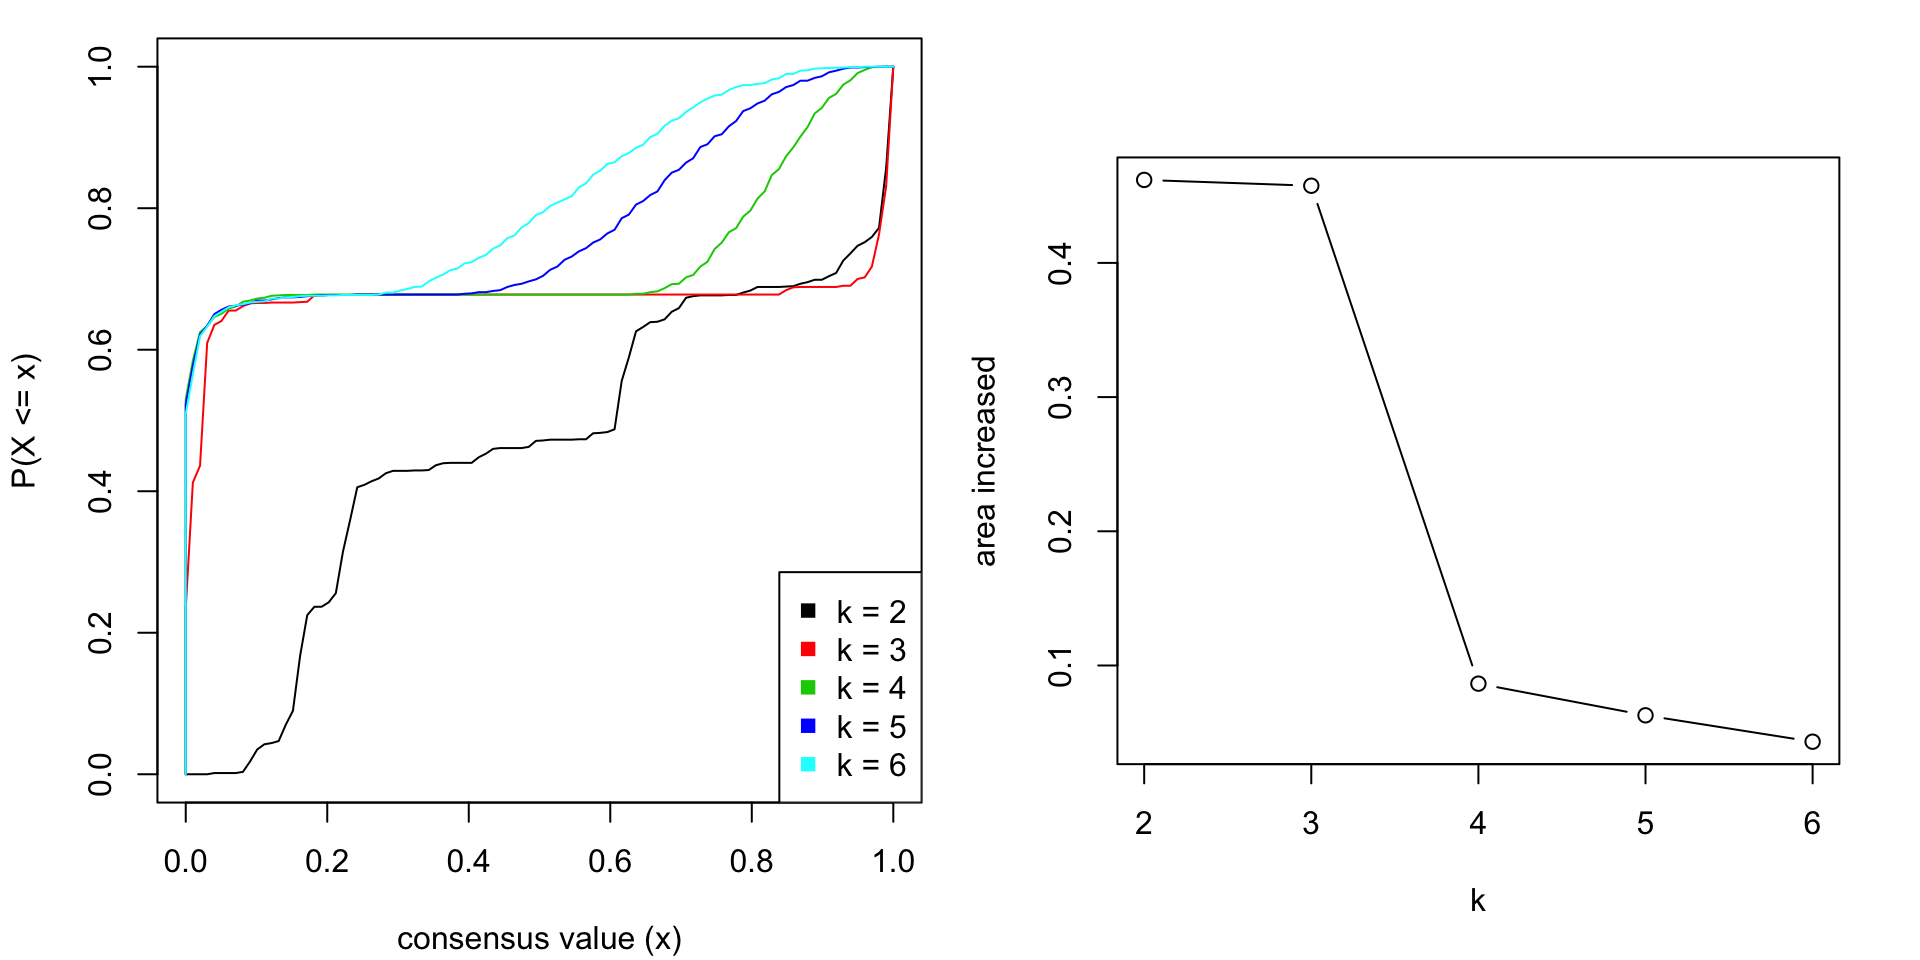 P(X <= x)
1.0
0.8
0.6
0.4
0.2
0.0
k = 2
k = 3
k = 4
k = 5
k = 6
0.0 0.2 0.4 0.6 0.8 1.0
consensus value (x)
area increased
0.4
0.3
0.2
0.1
2 3 4 5 6
k